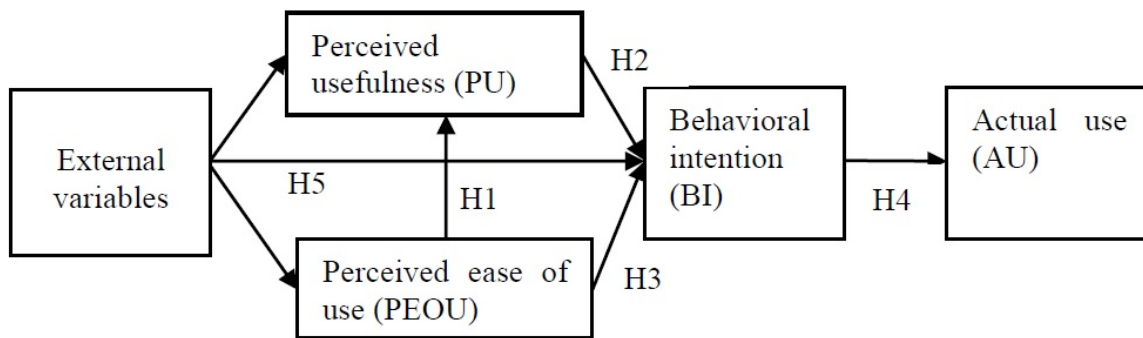 Perceived
usefulness (PU)
H2
External
variables
H5
H1
Behavioral
intention
(BI)
H4
Actual use
(AU)
Perceived ease of
use (PEOU)
H3